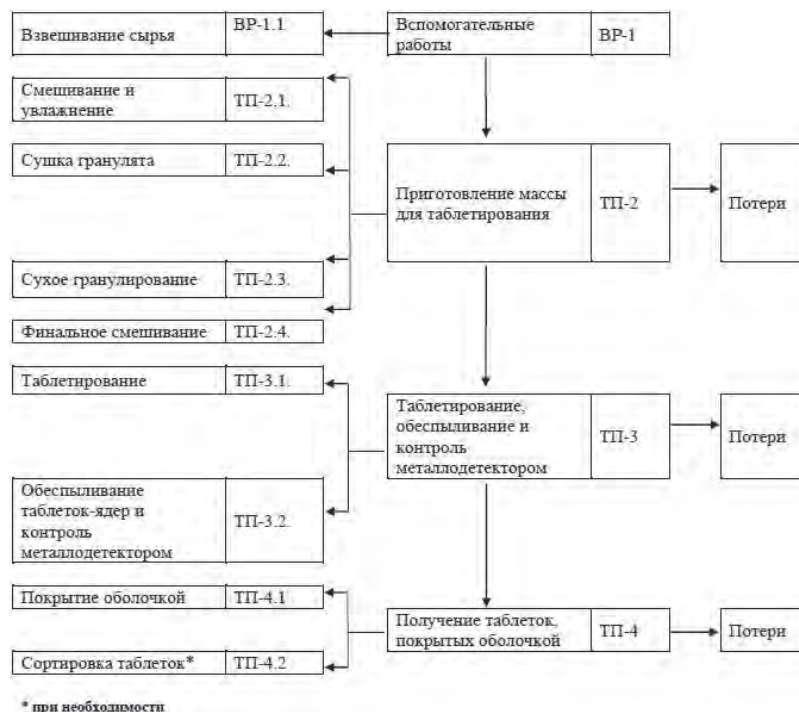 Взвешивание сырья
ВР-1.1
Вспомогательные
работы
ВР-1
Смешивание и
увлажнение
ТП-2.1.
Сушка гранулята
ТП-2.2.
Приготовление массы
для таблетирования
ТП-2
Потери
Сухое гранулирование
ТП-2.3.
Финальное смешивание
ТП-2.4.
Таблетирование
ТП-3.1.
Таблетирование,
обеспыливание и
контроль
металлодетектором
ТП-3
Потери
Обеспыливание
таблеток-ядер и
контроль
металлодетектором
ТП-3.2.
Покрытие оболочкой
ТП-4.1
Получение таблеток,
покрытых оболочкой
ТП-4
Потери
Сортировка таблеток*
ТП-4.2
* при необходимости